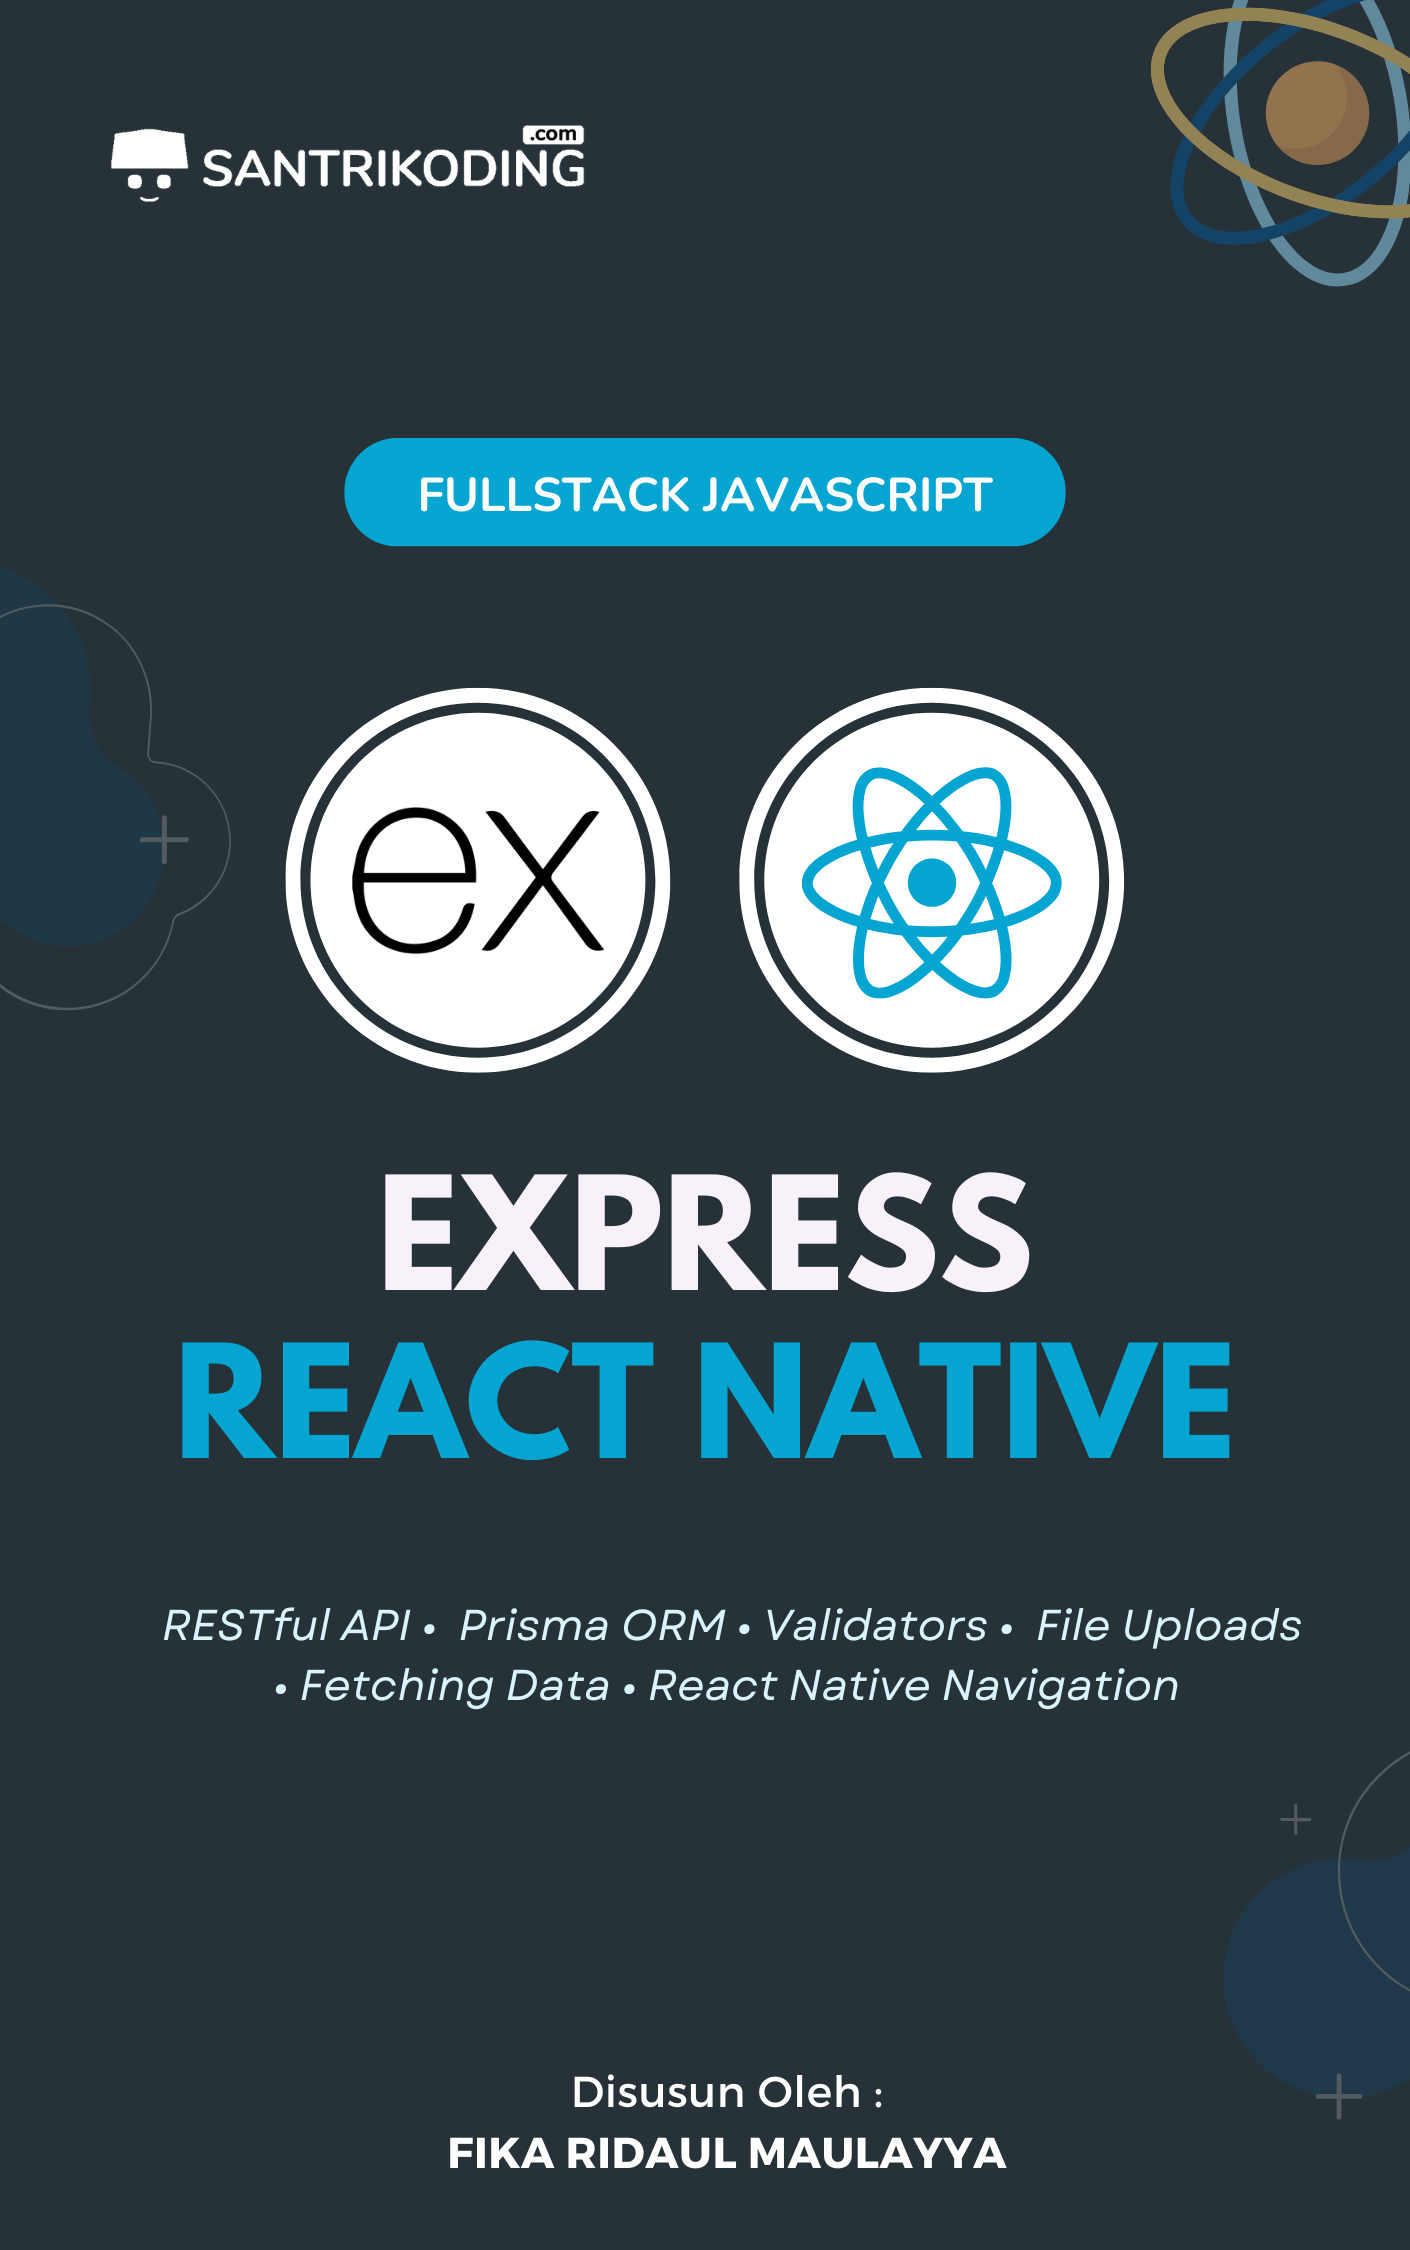 .com
SANTRIKODING
FULLSTACK JAVASCRIPT
ex
EXPRESS
REACT NATIVE
RESTful API • Prisma ORM • Validators • File Uploads
• Fetching Data • React Native Navigation
Disusun Oleh :
FIKA RIDAUL MAULAYYA